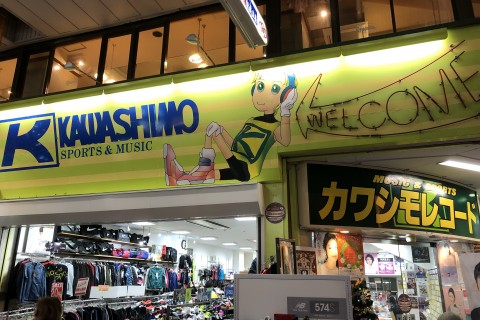 K KAWASHIMO
SPORTS & MUSIC
WELCOME
MUSIC & SPORTS
カワシモレコード
574